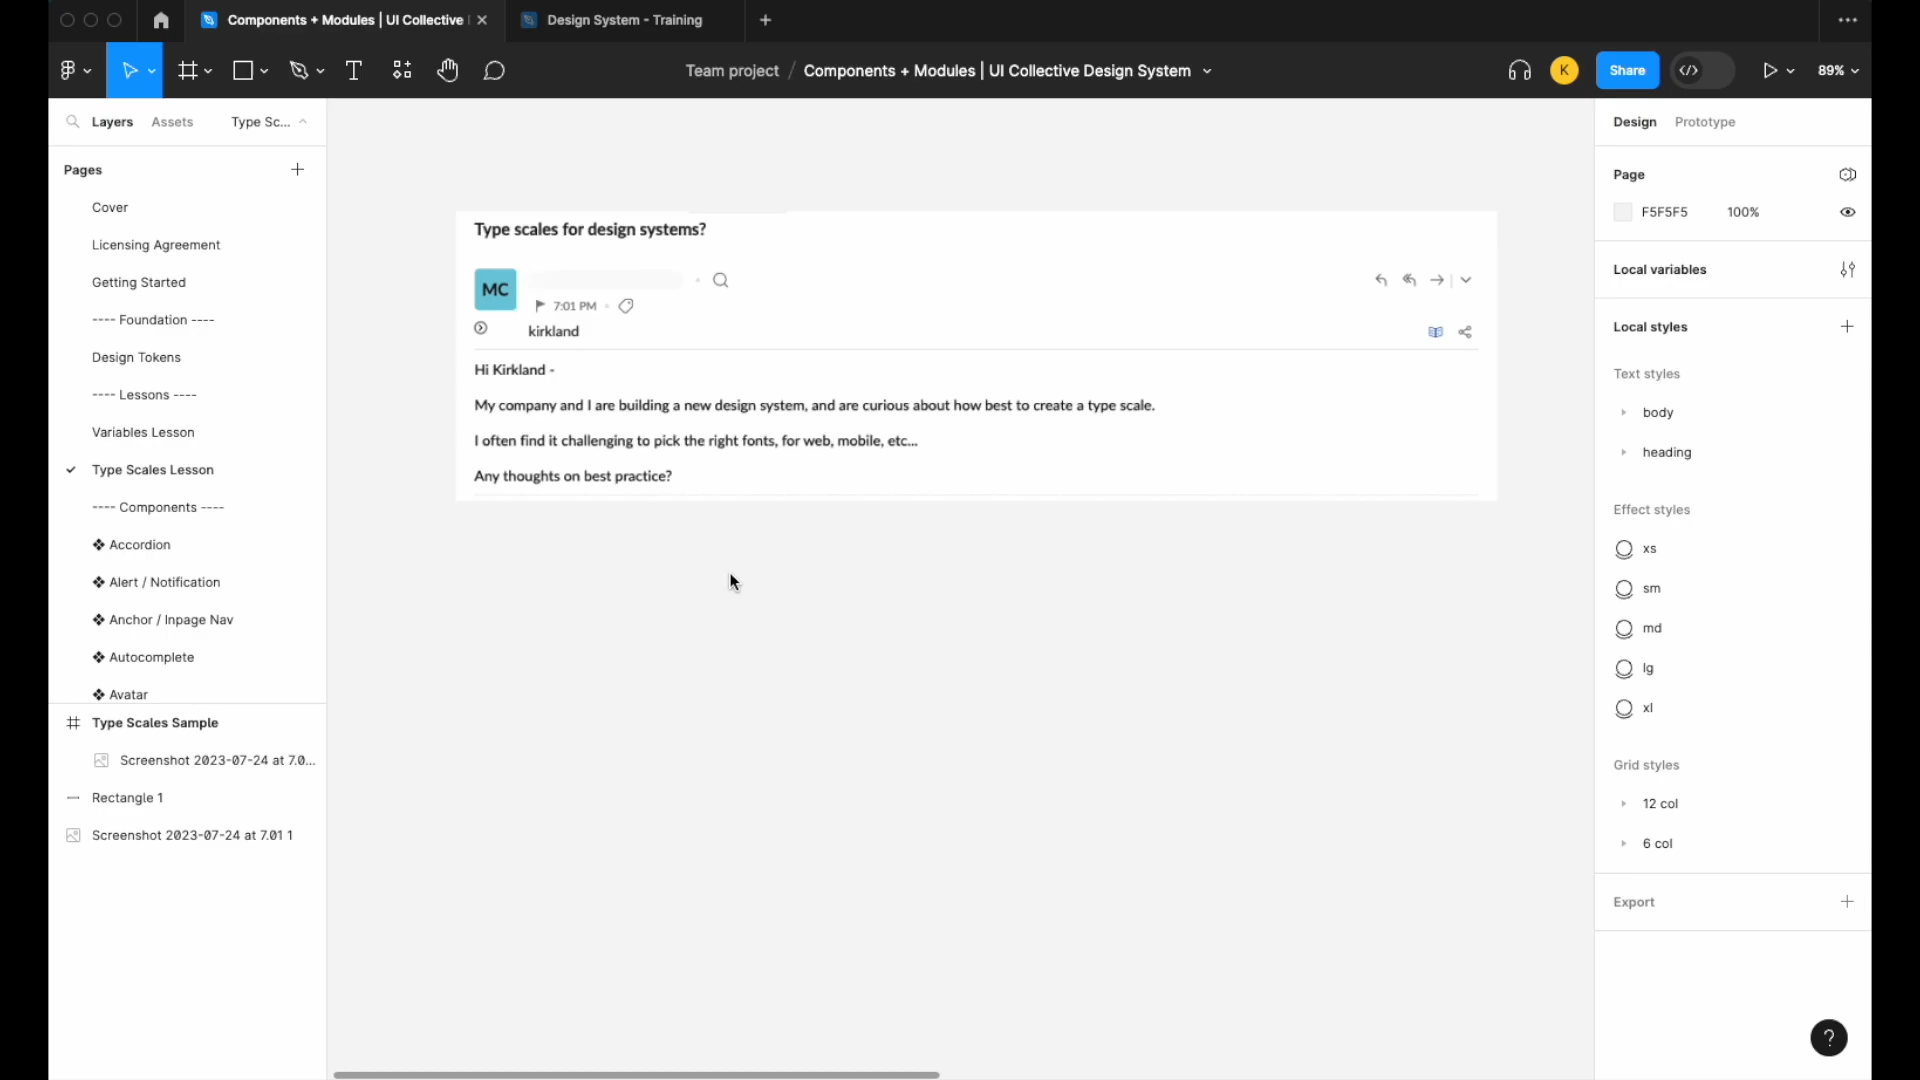 Components + Modules | UI Collective
Design System - Training
Team project / Components + Modules | UI Collective Design System
K
Share
89%
Layers
Assets
Type Sc...
Pages
Cover
Licensing Agreement
Getting Started
---- Foundation ----
Design Tokens
---- Lessons ----
Variables Lesson
Type Scales Lesson
---- Components ----
Accordion
Alert / Notification
Anchor / Inpage Nav
Autocomplete
Avatar
Type Scales Sample
Screenshot 2023-07-24 at 7.0...
Rectangle 1
Screenshot 2023-07-24 at 7.01 1
Type scales for design systems?
MC
7:01 PM
kirkland
Hi Kirkland -
My company and I are building a new design system, and are curious about how best to create a type scale.
I often find it challenging to pick the right fonts, for web, mobile, etc...
Any thoughts on best practice?
Design
Prototype
Page
F5F5F5 100%
Local variables
Local styles
Text styles
body
heading
Effect styles
xs
sm
md
lg
xl
Grid styles
12 col
6 col
Export
?